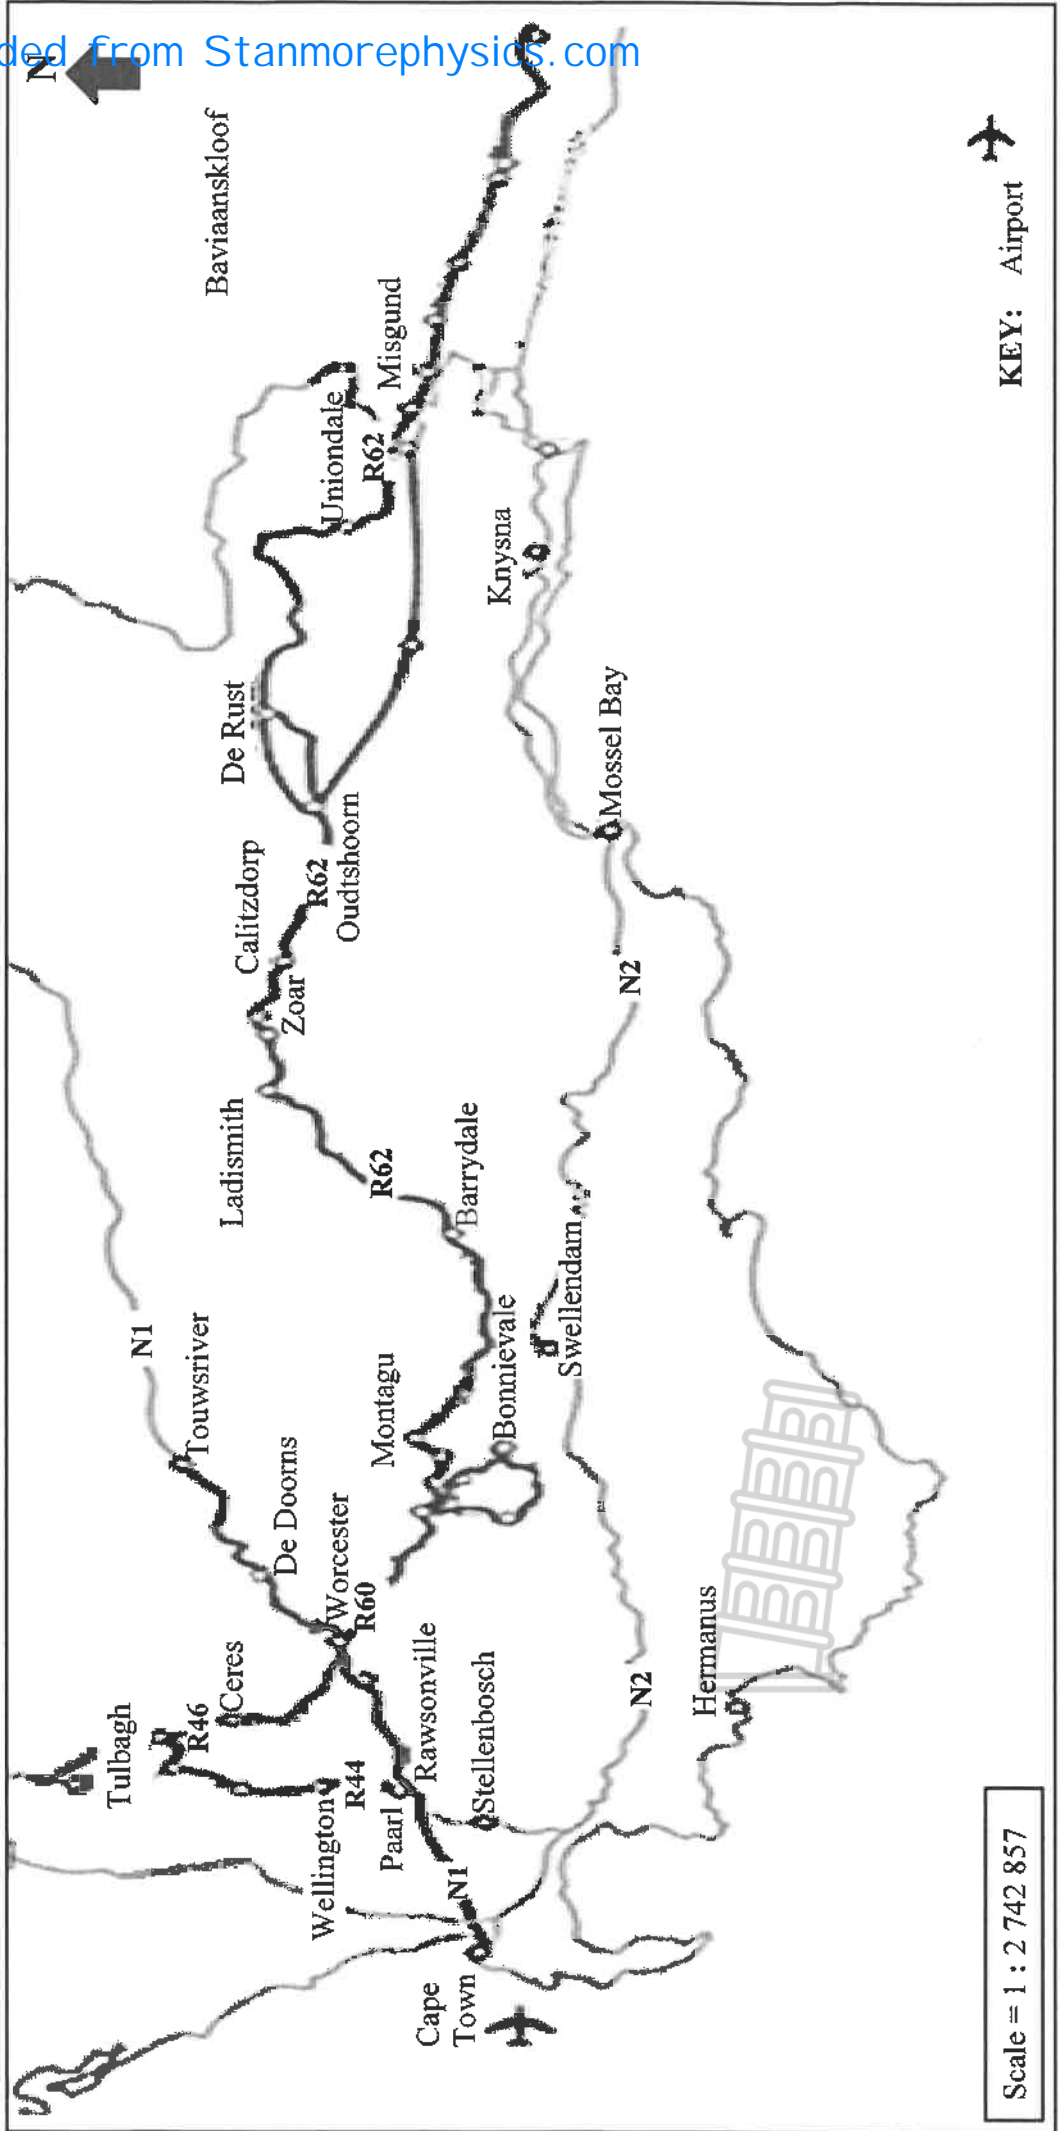 ded from Stanmorephysics.com
N
Baviaanskloof
Misgund
Uniondale
R62
Knysna
De Rust
Mossel Bay
Calitzdorp
R62
Oudtshoorn
Zoar
N2
Ladismith
R62
Barrydale
N1
Touwsriver
Swellendam
Bonnievale
Montagu
De Doorns
Worcester
R60
Ceres
R46
Tulbagh
Rawsonville
Stellenbosch
Hermanus
N2
R44
Wellington
Paarl
N1
Cape
Town
KEY: Airport
Scale = 1 : 2 742 857